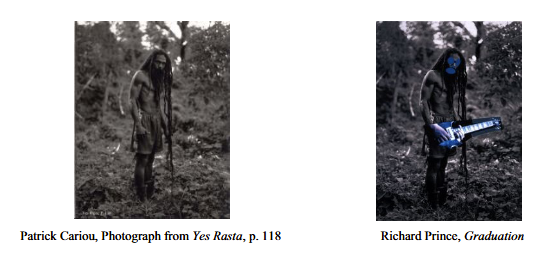 Patrick Cariou, Photograph from Yes Rasta, p. 118
Richard Prince, Graduation